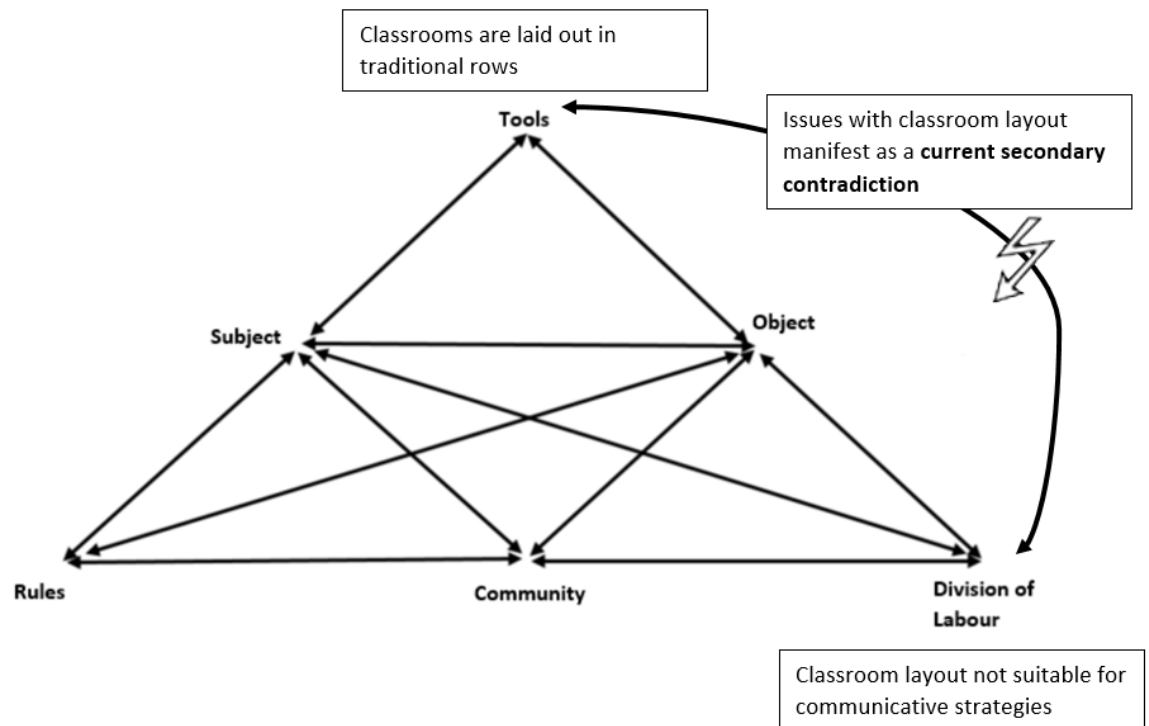 Classrooms are laid out in
traditional rows
Tools
Issues with classroom layout
manifest as a current secondary
contradiction
Subject
Object
Rules
Community
Division of
Labour
Classroom layout not suitable for
communicative strategies